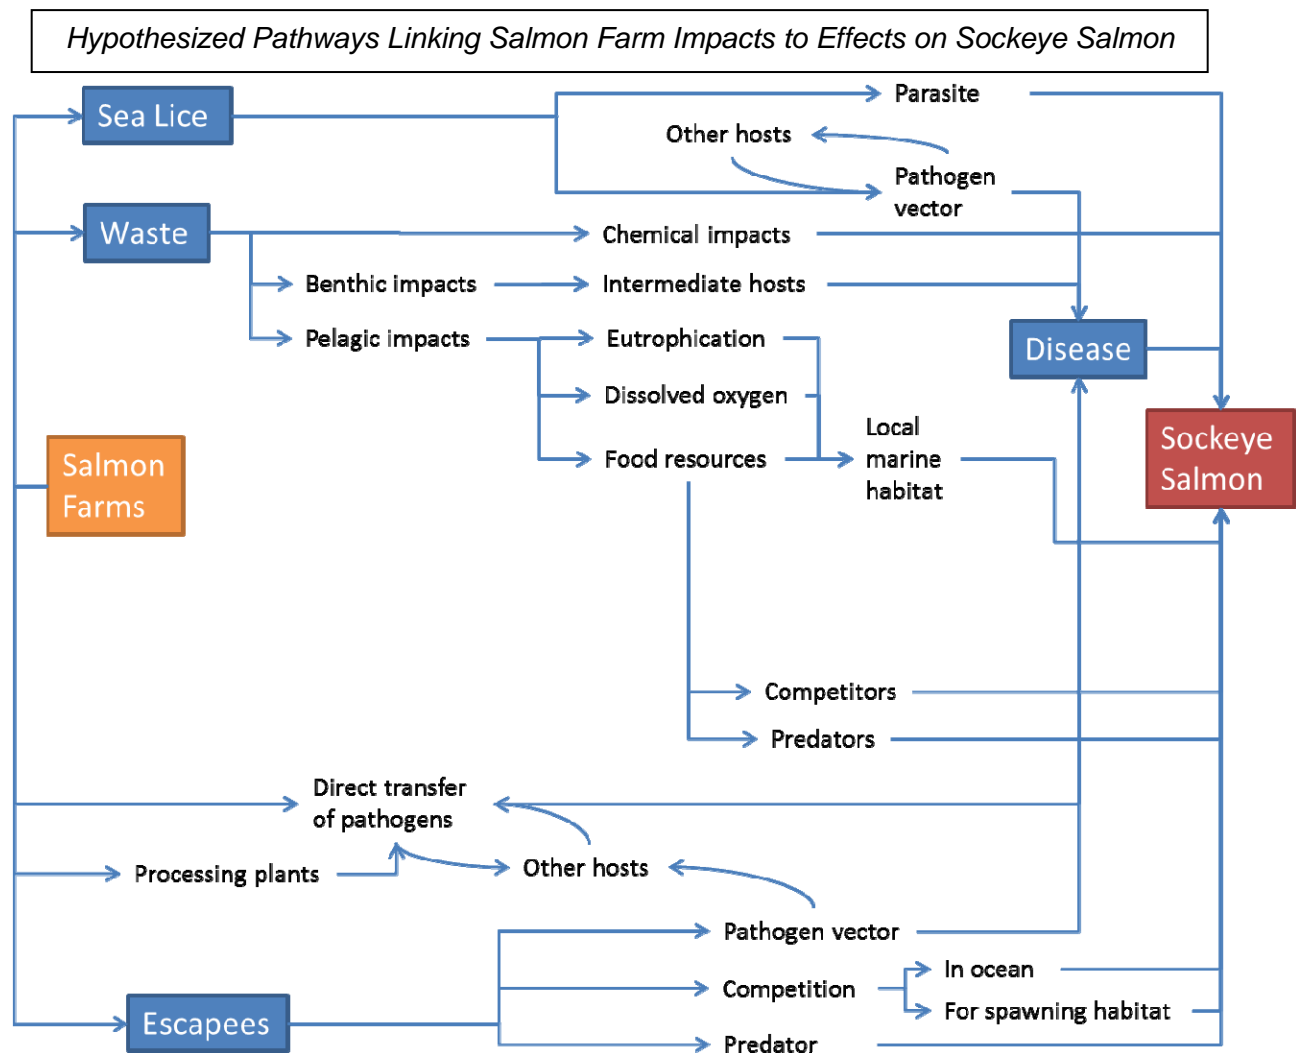 Hypothesized Pathways Linking Salmon Farm Impacts to Effects on Sockeye Salmon
Sea Lice
Parasite
Other hosts
Pathogen
vector
Waste
Chemical impacts
Benthic impacts
Intermediate hosts
Pelagic impacts
Eutrophication
Disease
Dissolved oxygen
Salmon
Farms
Food resources
Local
marine
habitat
Sockeye
Salmon
Competitors
Predators
Direct transfer
of pathogens
Processing plants
Other hosts
Pathogen vector
Competition
In ocean
For spawning habitat
Escapees
Predator